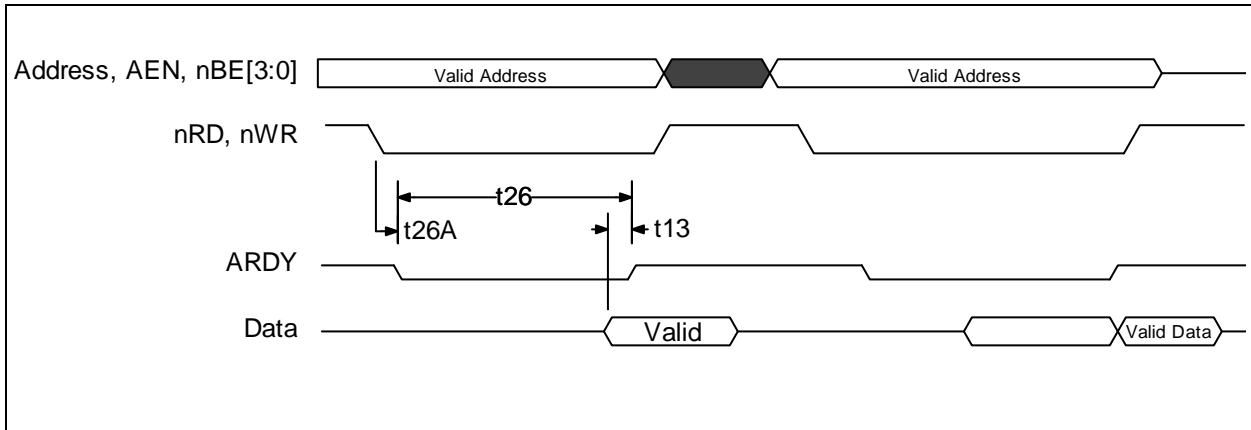 Address, AEN, nBE[3:0]
Valid Address
Valid Address
nRD, nWR
t26
t26A
t13
ARDY
Data
Valid
Valid Data